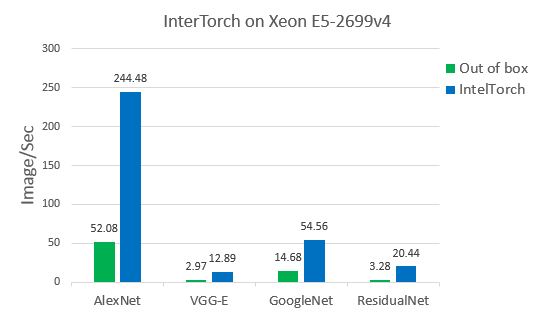 InterTorch on Xeon E5-2699v4
Image/Sec
300
250
200
150
100
50
0
244.48
52.08
2.97
12.89
14.68
54.56
3.28
20.44
AlexNet
VGG-E
GoogleNet
ResidualNet
Out of box
IntelTorch